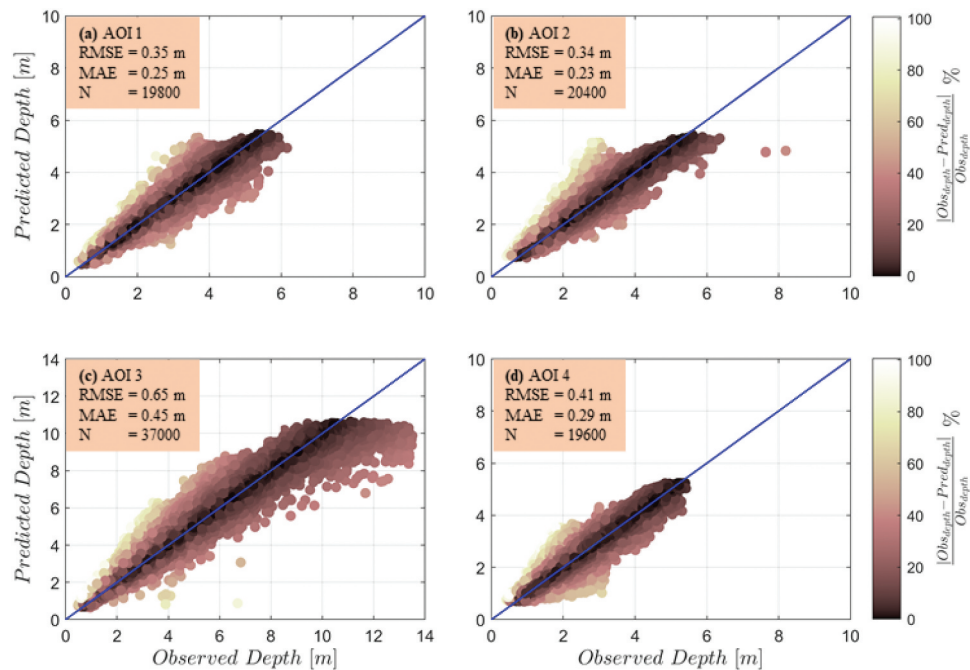 (a) AOI 1
RMSE = 0.35 m
MAE = 0.25 m
N = 19800
Predicted Depth [m]
10
8
6
4
2
0
0 2 4 6 8 10
(b) AOI 2
RMSE = 0.34 m
MAE = 0.23 m
N = 20400
10
8
6
4
2
0
0 2 4 6 8 10
100
80
60
40
20
0
|Obs_depth − Pred_depth| / Obs_depth %
(c) AOI 3
RMSE = 0.65 m
MAE = 0.45 m
N = 37000
Predicted Depth [m]
14
12
10
8
6
4
2
0
0 2 4 6 8 10 12 14
Observed Depth [m]
(d) AOI 4
RMSE = 0.41 m
MAE = 0.29 m
N = 19600
10
8
6
4
2
0
0 2 4 6 8 10
Observed Depth [m]
100
80
60
40
20
0
|Obs_depth − Pred_depth| / Obs_depth %